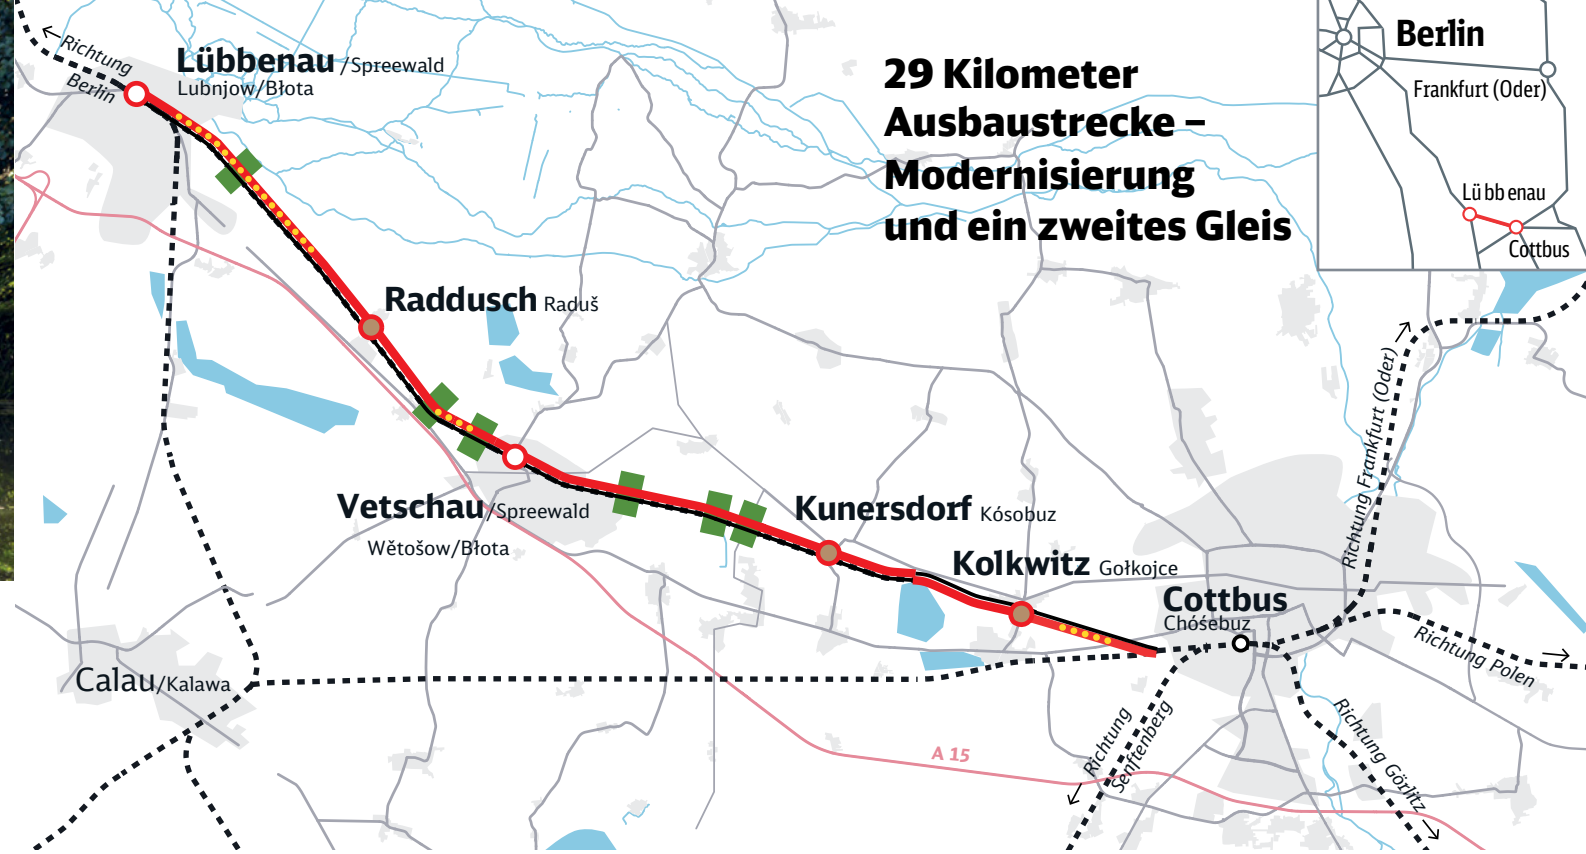 ← Richtung
Berlin
Lübbenau /Spreewald
Lubnjow/Błota
29 Kilometer
Ausbaustrecke –
Modernisierung
und ein zweites Gleis
Berlin
Frankfurt (Oder)
Lübbenau
Cottbus
Raddusch Raduš
Vetschau/Spreewald
Wětošow/Błota
Kunersdorf Kósobuz
Kolkwitz Gołkojce
Cottbus
Chóśebuz
Richtung Frankfurt (Oder) →
Richtung Polen →
Calau/Kalawa
A 15
← Richtung
Senftenberg
Richtung Görlitz →